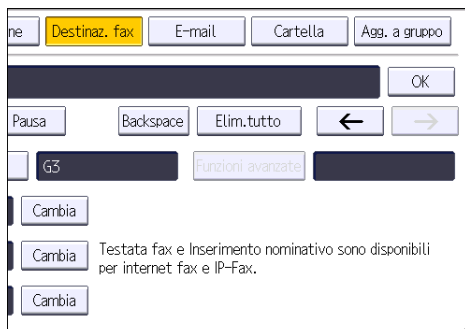 ne Destinaz. fax E-mail Cartella Agg. a gruppo
OK
Pausa Backspace Elim.tutto ← →
G3 Funzioni avanzate
Cambia
Cambia Testata fax e Inserimento nominativo sono disponibili
per internet fax e IP-Fax.
Cambia